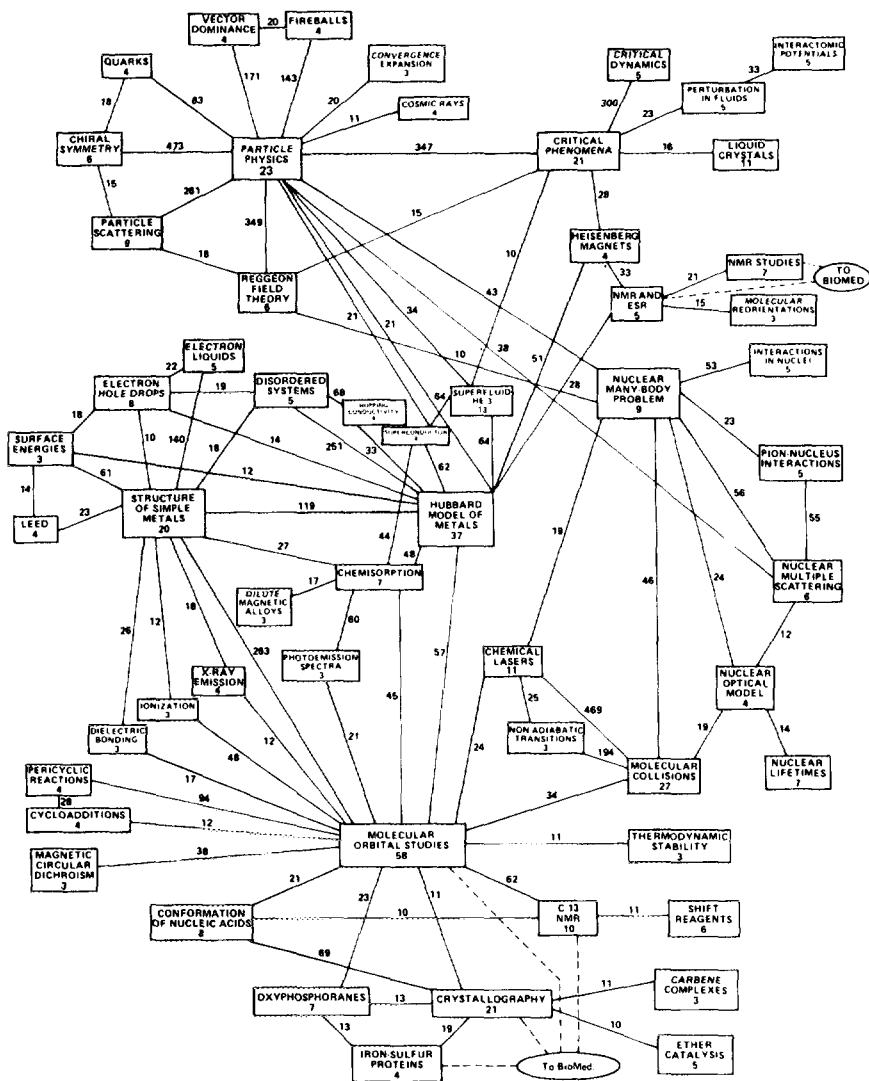 VECTOR
DOMINANCE
4
20
FIREBALLS
4
CONVERGENCE
EXPANSION
3
CRITICAL
DYNAMICS
5
INTERACTOMIC
POTENTIALS
5
QUARKS
4
171
143
20
33
PERTURBATION
IN FLUIDS
5
COSMIC RAYS
4
18
83
11
300
23
CHIRAL
SYMMETRY
6
473
PARTICLE
PHYSICS
23
347
CRITICAL
PHENOMENA
21
16
LIQUID
CRYSTALS
11
15
261
349
28
PARTICLE
SCATTERING
9
18
15
10
HEISENBERG
MAGNETS
4
REGGEON
FIELD
THEORY
6
21
34
21
43
33
NMR STUDIES
7
TO
BIOMED
21
NMR AND
ESR
5
15
MOLECULAR
REORIENTATIONS
3
38
51
10
28
ELECTRON
LIQUIDS
5
22
ELECTRON
HOLE DROPS
8
19
DISORDERED
SYSTEMS
5
68
HOPPING
CONDUCTIVITY
4
64
SUPERFLUID
HE 3
13
NUCLEAR
MANY-BODY
PROBLEM
9
53
INTERACTIONS
IN NUCLEI
5
18
10
140
18
14
251
33
SUPERCONDUCTOR
4
64
23
SURFACE
ENERGIES
3
12
62
PION-NUCLEUS
INTERACTIONS
5
61
14
STRUCTURE
OF SIMPLE
METALS
20
119
HUBBARD
MODEL OF
METALS
37
56
55
LEED
4
23
19
44
48
27
CHEMISORPTION
7
46
24
NUCLEAR
MULTIPLE
SCATTERING
6
17
DILUTE
MAGNETIC
ALLOYS
3
18
60
12
26
12
263
57
CHEMICAL
LASERS
11
PHOTOEMISSION
SPECTRA
3
X-RAY
EMISSION
4
NUCLEAR
OPTICAL
MODEL
4
IONIZATION
3
45
25
469
DIELECTRIC
BONDING
3
48
12
21
24
NON ADIABATIC
TRANSITIONS
3
194
19
14
MOLECULAR
COLLISIONS
27
NUCLEAR
LIFETIMES
7
PERICYCLIC
REACTIONS
4
17
94
28
34
CYCLOADDITIONS
4
12
MOLECULAR
ORBITAL STUDIES
58
11
THERMODYNAMIC
STABILITY
3
MAGNETIC
CIRCULAR
DICHROISM
3
38
21
23
11
62
CONFORMATION
OF NUCLEIC ACIDS
8
10
C 13
NMR
10
11
SHIFT
REAGENTS
6
69
OXYPHOSPHORANES
7
13
CRYSTALLOGRAPHY
21
11
CARBENE
COMPLEXES
3
13
19
10
ETHER
CATALYSIS
5
IRON-SULFUR
PROTEINS
4
To BioMed.